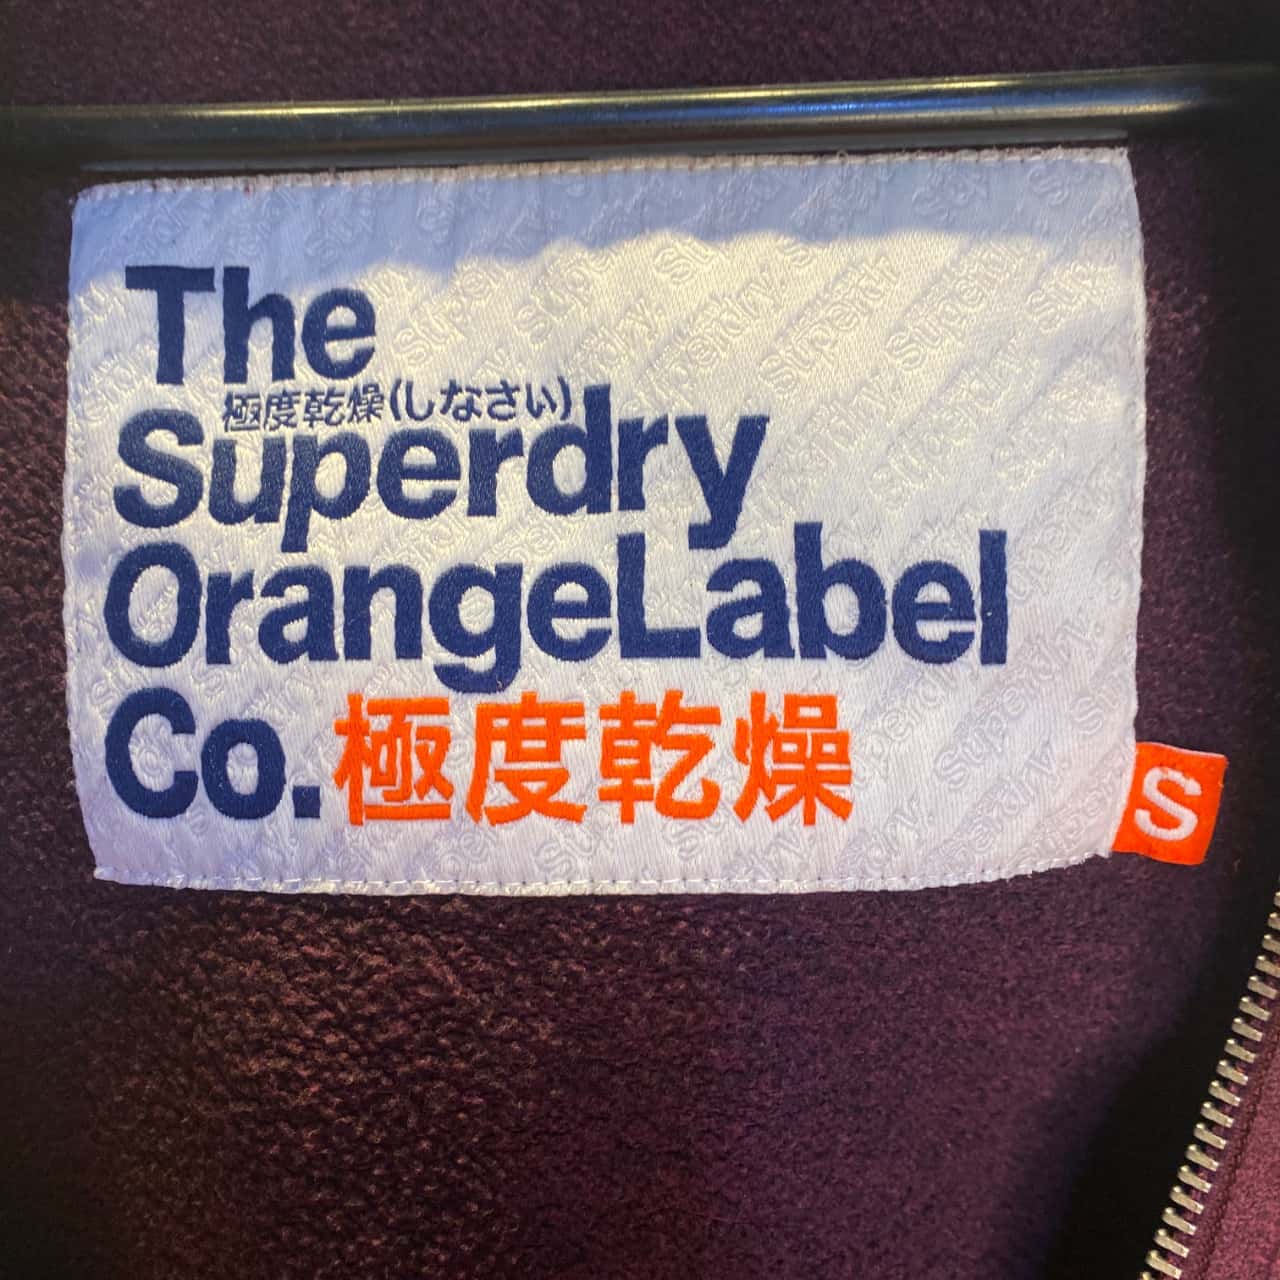 The
極度乾燥(しなさい)
Superdry
OrangeLabel
Co.極度乾燥
S